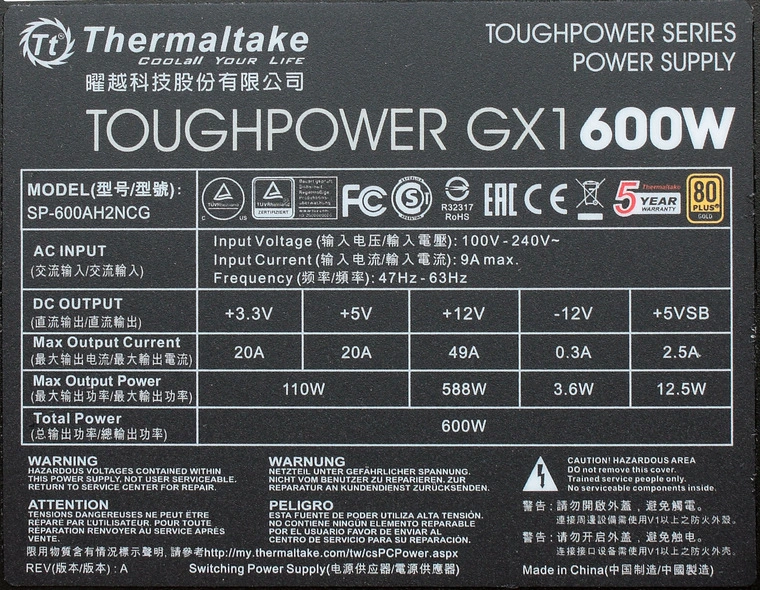 Tt® Thermaltake
COOLall YOUR LIFE
曜越科技股份有限公司
TOUGHPOWER SERIES
POWER SUPPLY
TOUGHPOWER GX1 600W
MODEL(型号/型號):
SP-600AH2NCG
C TÜVRheinland US
TÜVRheinland ZERTIFIZIERT
FC
S
R32317
RoHS
EAC CE
Thermaltake
5 YEAR
WARRANTY
80
PLUS
GOLD
AC INPUT
(交流输入/交流輸入)
Input Voltage (输入电压/輸入電壓): 100V - 240V~
Input Current (输入电流/輸入電流): 9A max.
Frequency (频率/頻率): 47Hz - 63Hz
DC OUTPUT
(直流输出/直流輸出)
+3.3V +5V +12V -12V +5VSB
Max Output Current
(最大输出电流/最大輸出電流)
20A 20A 49A 0.3A 2.5A
Max Output Power
(最大输出功率/最大輸出功率)
110W 588W 3.6W 12.5W
Total Power
(总输出功率/總輸出功率)
600W
WARNING
HAZARDOUS VOLTAGES CONTAINED WITHIN
THIS POWER SUPPLY, NOT USER SERVICEABLE.
RETURN TO SERVICE CENTER FOR REPAIR.
ATTENTION
TENSIONS DANGEREUSES NE PEUT ÉTRE
RÉPARÉ PAR L'UTILISATEUR. POUR TOUTE
RÉPARATION RENVOYER AU SERVICE APRÈS
VENTE.
WARNUNG
NETZTEIL UNTER GEFÄHRLICHER SPANNUNG.
NICHT VOM BENUTZER ZU REPARIEREN. ZUR
REPARATUR AN KUNDENDIENST ZURÜCKSENDEN.
PELIGRO
ESTA FUENTE DE PODER UTILIZA ALTA TENSIÓN.
NO CONTIENE NINGÚN ELEMENTO REPARABLE
POR EL USUARIO FAVOR DE ENVIAR AL
CENTRO DE SERVICIO PARA SU REPARACIÓN.
CAUTION! HAZARDOUS AREA
DO not remove this cover.
Trained service people only.
No serviceable components inside.
警告: 請勿開啟外蓋，避免觸電。
連接周邊設備需使用V1以上之防火外殼。
警告: 请勿开启外盖，避免触电。
连接接口设备需使用V1以上之防火外壳。
限用物質含有情況標示聲明, 請參考http://my.thermaltake.com/tw/csPCPower.aspx
REV(版本/版本) : A
Switching Power Supply(电源供应器/電源供應器)
Made in China(中国制造/中國製造)